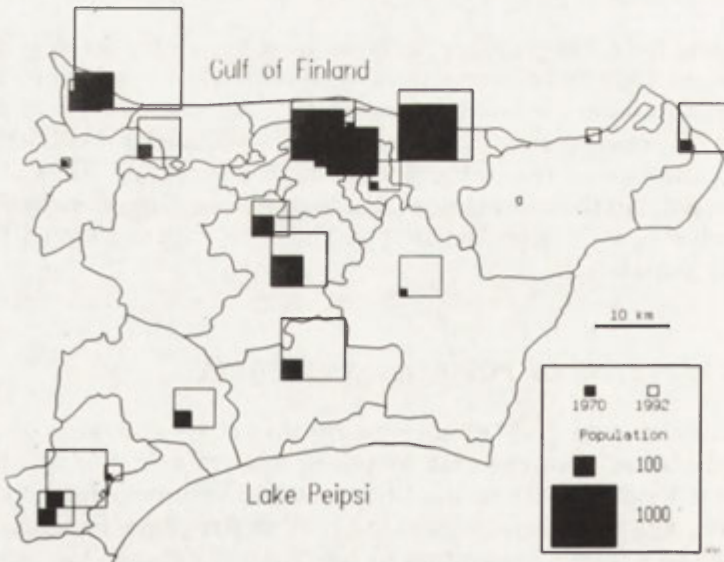 Gulf of Finland
10 km
1970 1992
Population
100
1000
Lake Peipsi